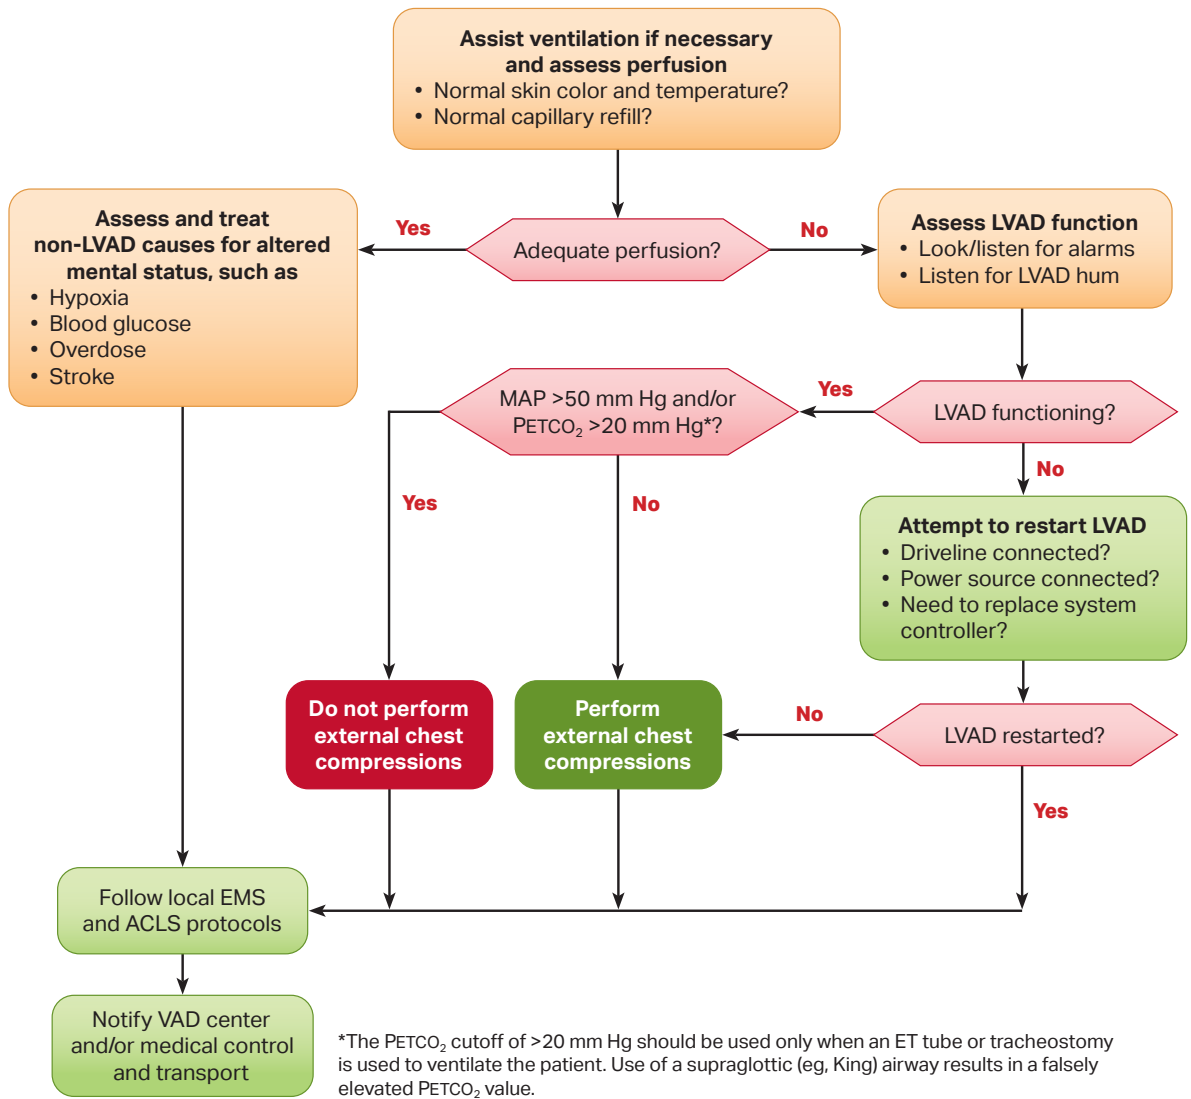 Assist ventilation if necessary
and assess perfusion
• Normal skin color and temperature?
• Normal capillary refill?
Adequate perfusion?
Yes
No
Assess and treat
non-LVAD causes for altered
mental status, such as
• Hypoxia
• Blood glucose
• Overdose
• Stroke
Assess LVAD function
• Look/listen for alarms
• Listen for LVAD hum
LVAD functioning?
Yes
No
MAP >50 mm Hg and/or
PETCO₂ >20 mm Hg*?
Yes
No
Attempt to restart LVAD
• Driveline connected?
• Power source connected?
• Need to replace system
controller?
Do not perform
external chest
compressions
Perform
external chest
compressions
No
LVAD restarted?
Yes
Follow local EMS
and ACLS protocols
Notify VAD center
and/or medical control
and transport
*The PETCO₂ cutoff of >20 mm Hg should be used only when an ET tube or tracheostomy
is used to ventilate the patient. Use of a supraglottic (eg, King) airway results in a falsely
elevated PETCO₂ value.